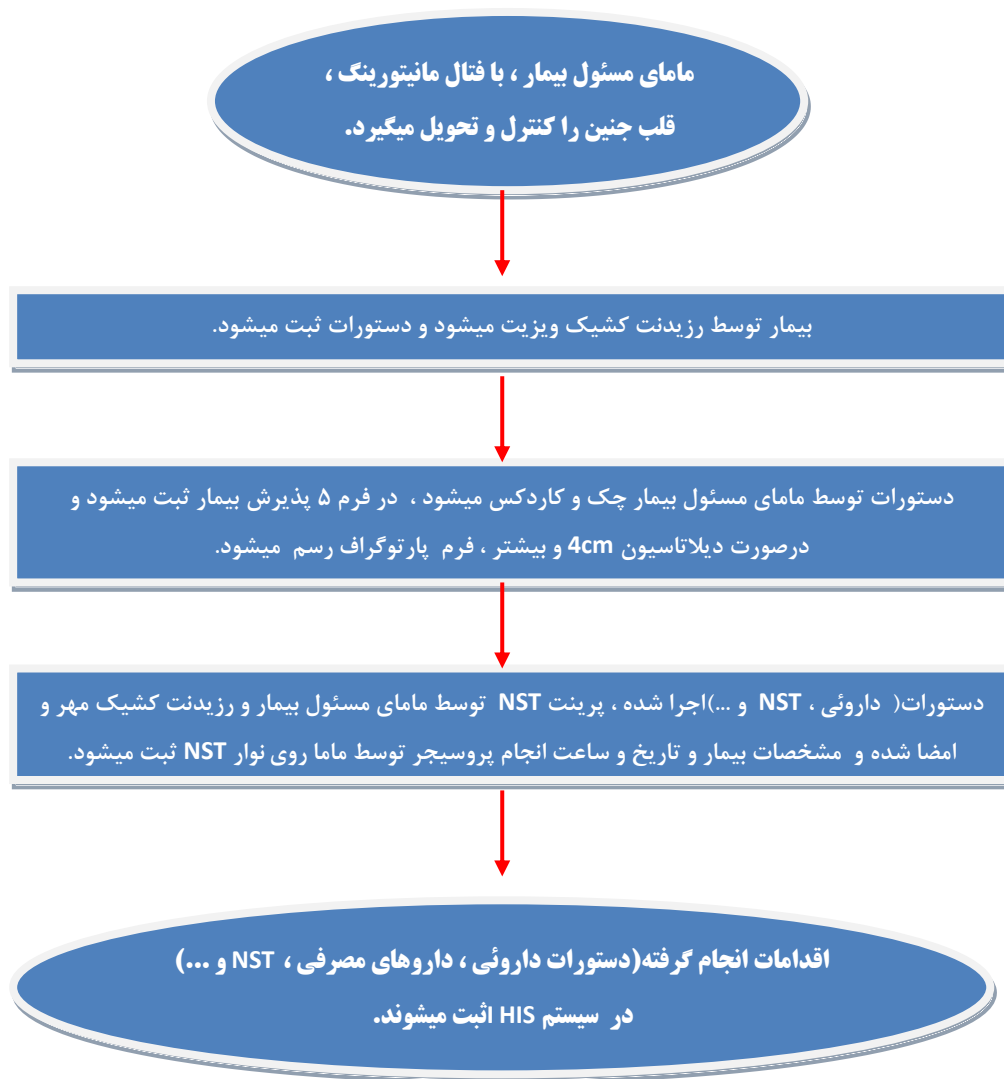 مامای مسئول بیمار ، با فتال مانیتورینگ ،
قلب جنین را کنترل و تحویل میگیرد.
بیمار توسط رزیدنت کشیک ویزیت میشود و دستورات ثبت میشود.
دستورات توسط مامای مسئول بیمار چک و کاردکس میشود ، در فرم ۵ پذیرش بیمار ثبت میشود و
درصورت دیلاتاسیون 4cm و بیشتر ، فرم پارتوگراف رسم میشود.
دستورات( داروئی ، NST و ...)اجرا شده ، پرینت NST توسط مامای مسئول بیمار و رزیدنت کشیک مهر و
امضا شده و مشخصات بیمار و تاریخ و ساعت انجام پروسیجر توسط ماما روی نوار NST ثبت میشود.
اقدامات انجام گرفته(دستورات داروئی ، داروهای مصرفی ، NST و ...)
در سیستم HIS اثبت میشوند.